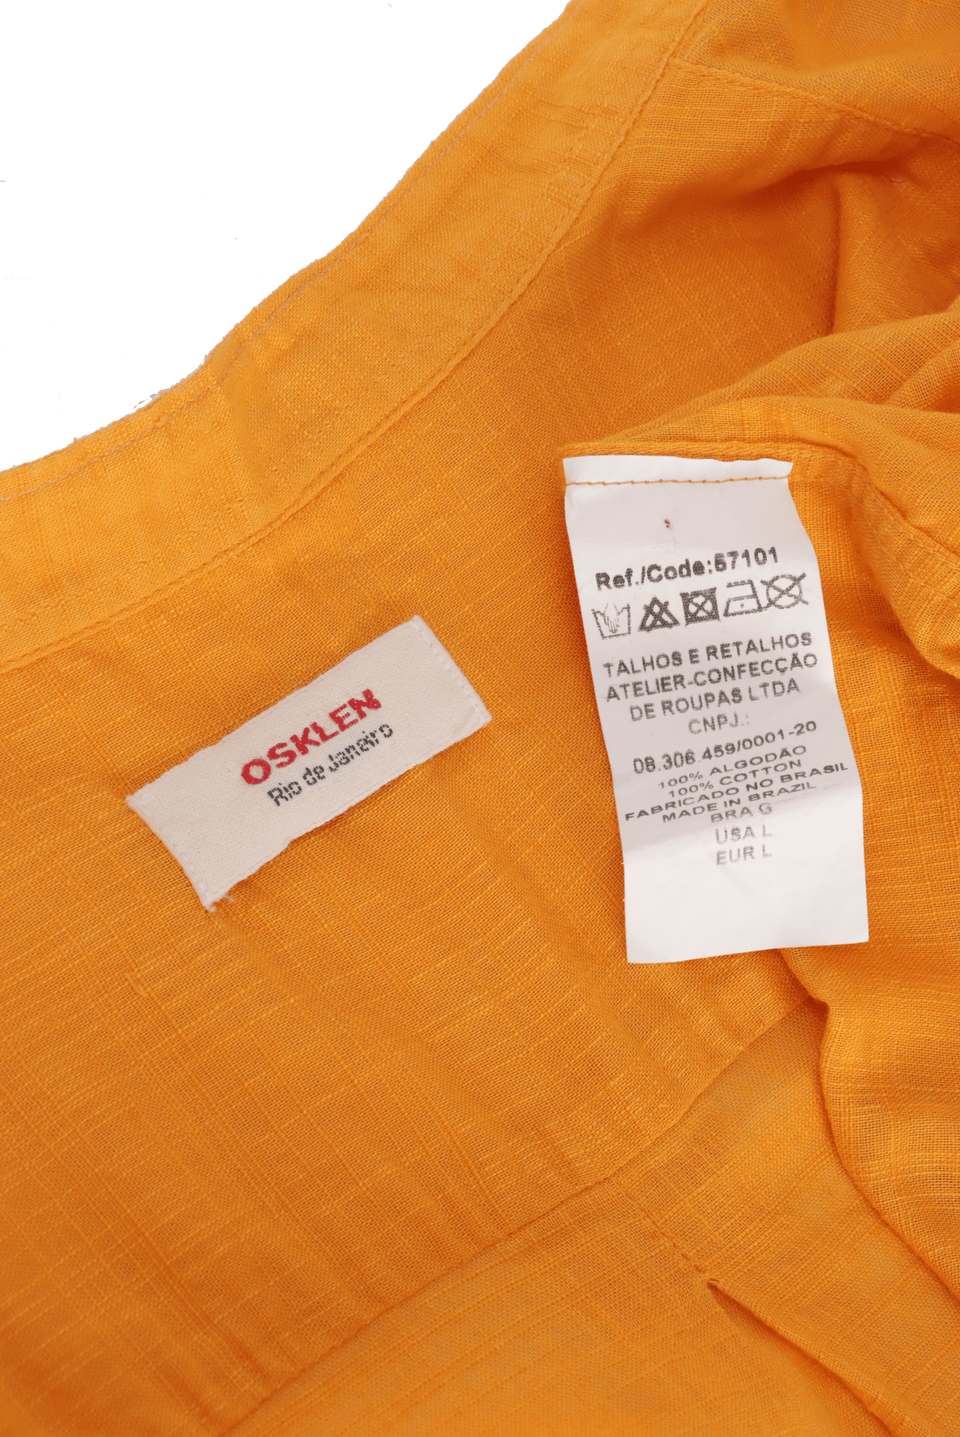 OSKLEN
Rio de Janeiro
Ref./Code:57101
TALHOS E RETALHOS
ATELIER-CONFECÇÃO
DE ROUPAS LTDA
CNPJ.:
08.306.459/0001-20
100% ALGODÃO
100% COTTON
FABRICADO NO BRASIL
MADE IN BRAZIL
BRA G
USA L
EUR L